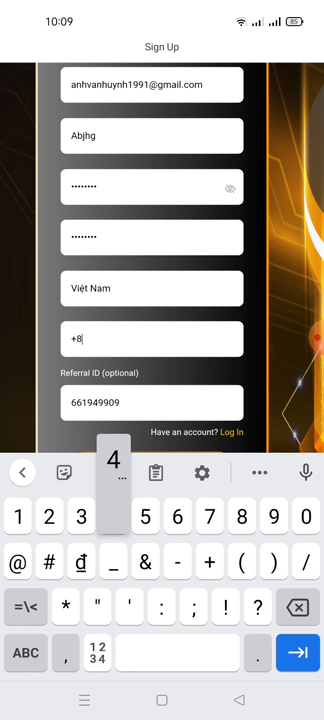 10:09
85
Sign Up
anhvanhuynh1991@gmail.com
Abjhg
••••••••
••••••••
Việt Nam
+8
Referral ID (optional)
661949909
Have an account? Log In
4
...
1 2 3 5 6 7 8 9 0
@ # ₫ _ & - + ( ) /
=\< * " ' : ; ! ?
ABC , 12 34 .